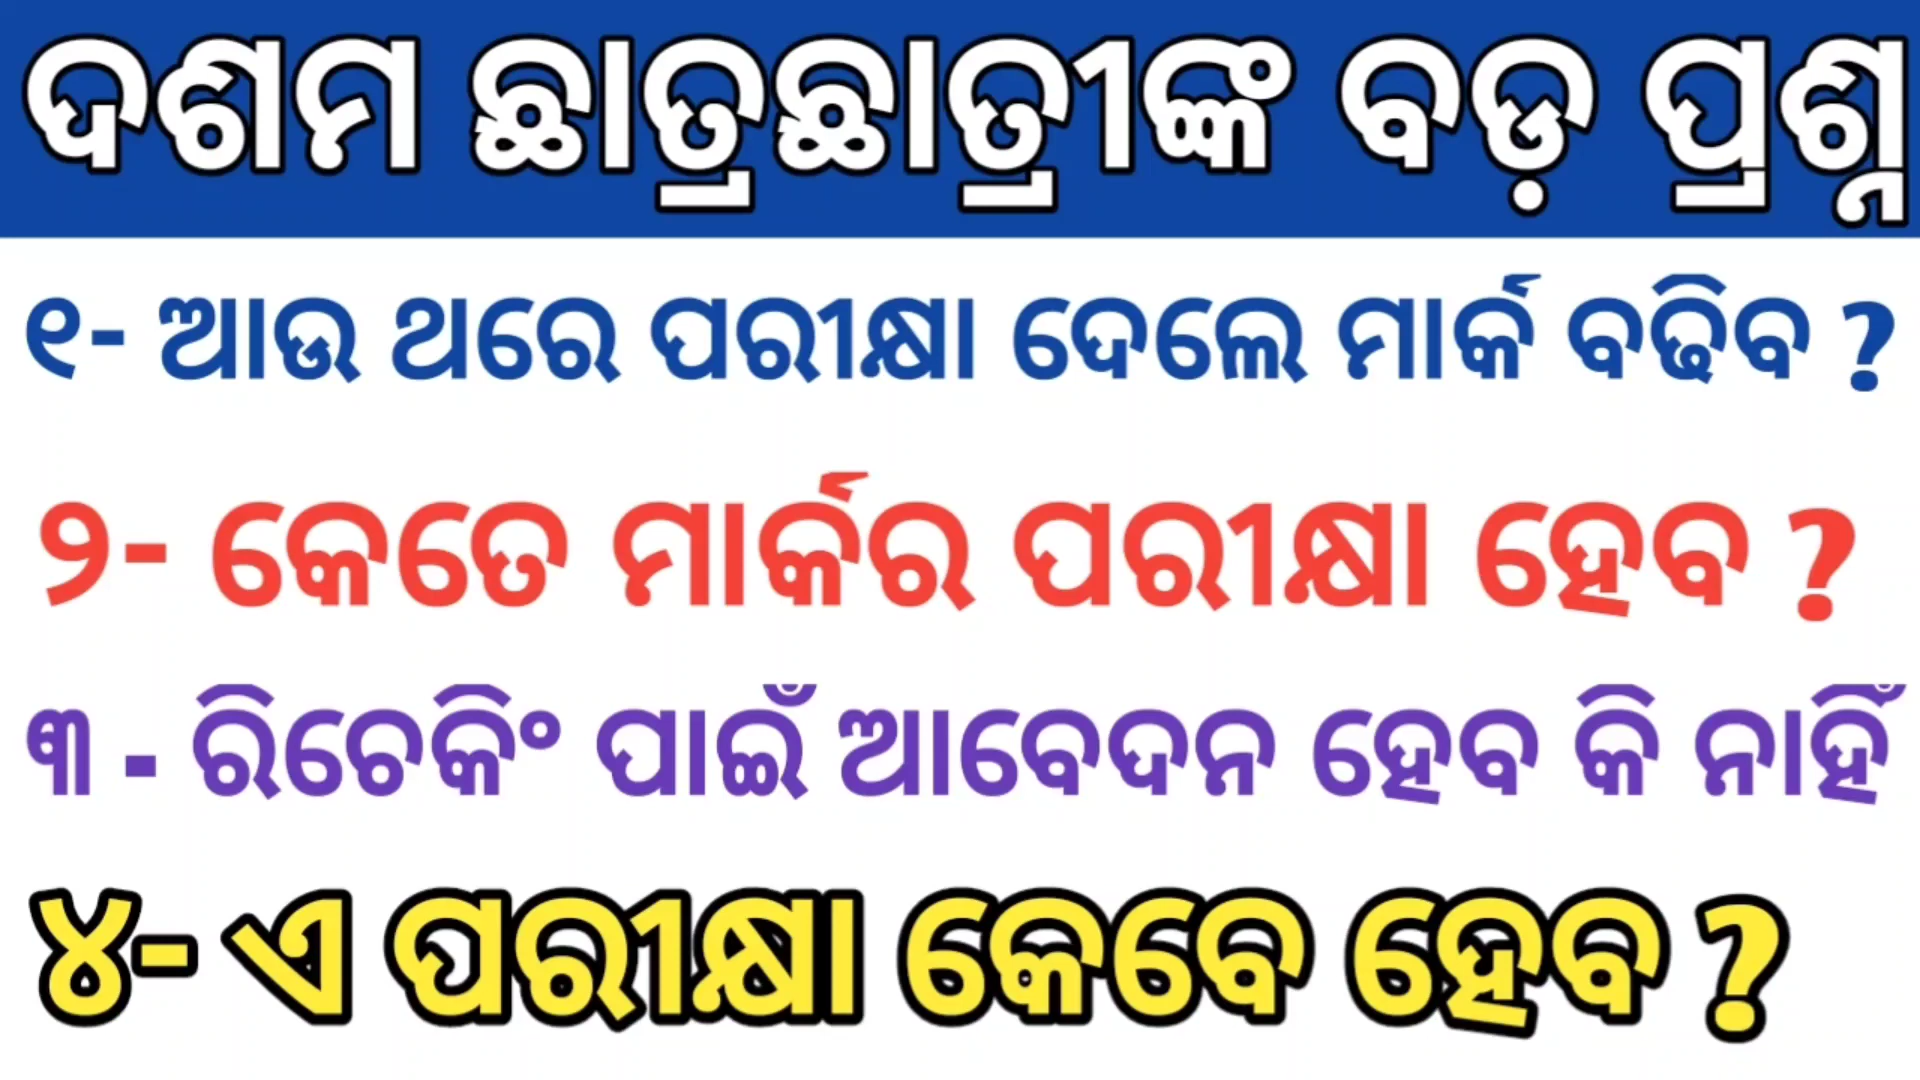 ଦଶମ ଛାତ୍ରଛାତ୍ରୀଙ୍କ ବଡ଼ ପ୍ରଶ୍ନ
୧- ଆଉ ଥରେ ପରୀକ୍ଷା ଦେଲେ ମାର୍କ ବଢିବ ?
୨- କେତେ ମାର୍କର ପରୀକ୍ଷା ହେବ ?
୩ - ରିଚେକିଂ ପାଇଁ ଆବେଦନ ହେବ କି ନାହିଁ
୪- ଏ ପରୀକ୍ଷା କେବେ ହେବ ?